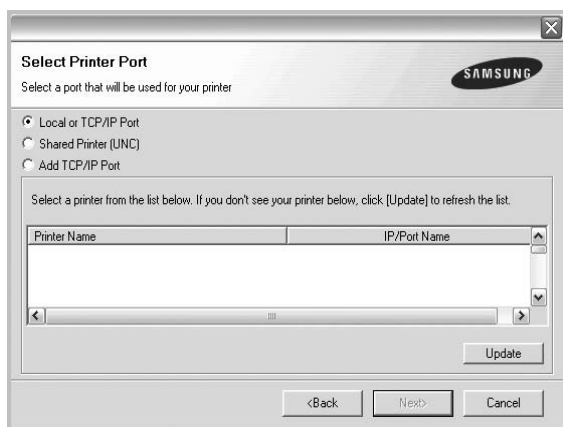 Select Printer Port
Select a port that will be used for your printer
SAMSUNG
Local or TCP/IP Port
Shared Printer (UNC)
Add TCP/IP Port
Select a printer from the list below. If you don't see your printer below, click [Update] to refresh the list.
Printer Name IP/Port Name
Update
<Back Next> Cancel